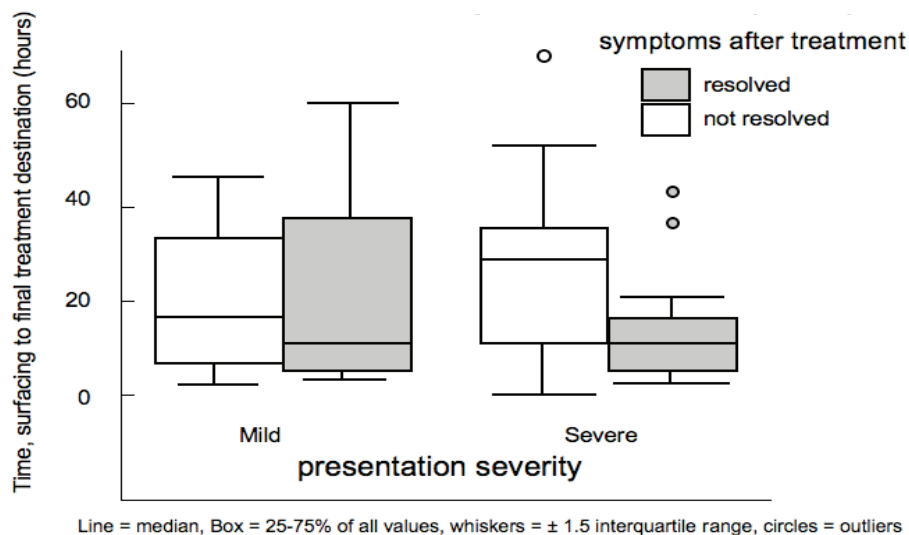 symptoms after treatment
resolved
not resolved
Time, surfacing to final treatment destination (hours)
60
40
20
0
Mild
Severe
presentation severity
Line = median, Box = 25-75% of all values, whiskers = ± 1.5 interquartile range, circles = outliers